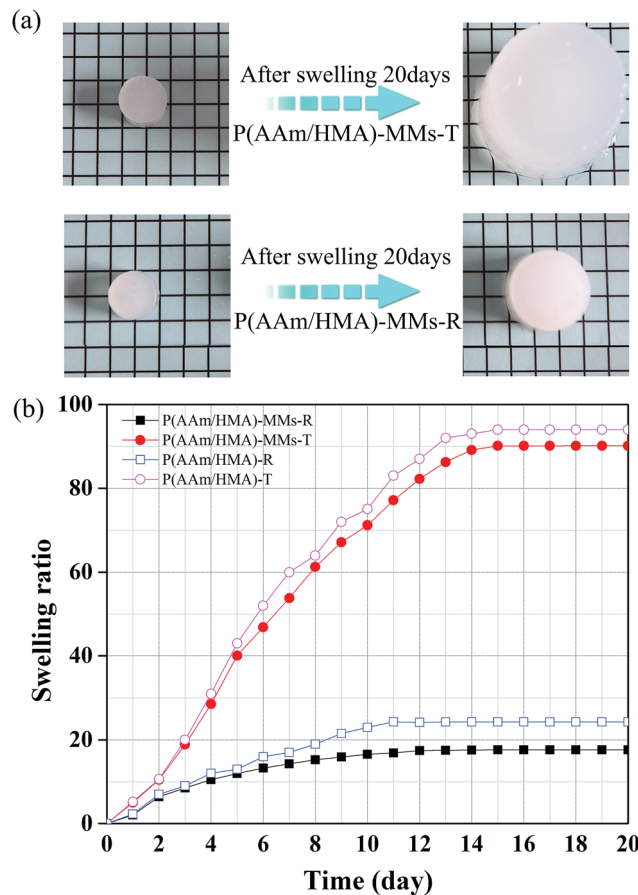 (a)
After swelling 20days
P(AAm/HMA)-MMs-T
After swelling 20days
P(AAm/HMA)-MMs-R
(b)
100
80
60
40
20
0
P(AAm/HMA)-MMs-R
P(AAm/HMA)-MMs-T
P(AAm/HMA)-R
P(AAm/HMA)-T
Swelling ratio
0 2 4 6 8 10 12 14 16 18 20
Time (day)